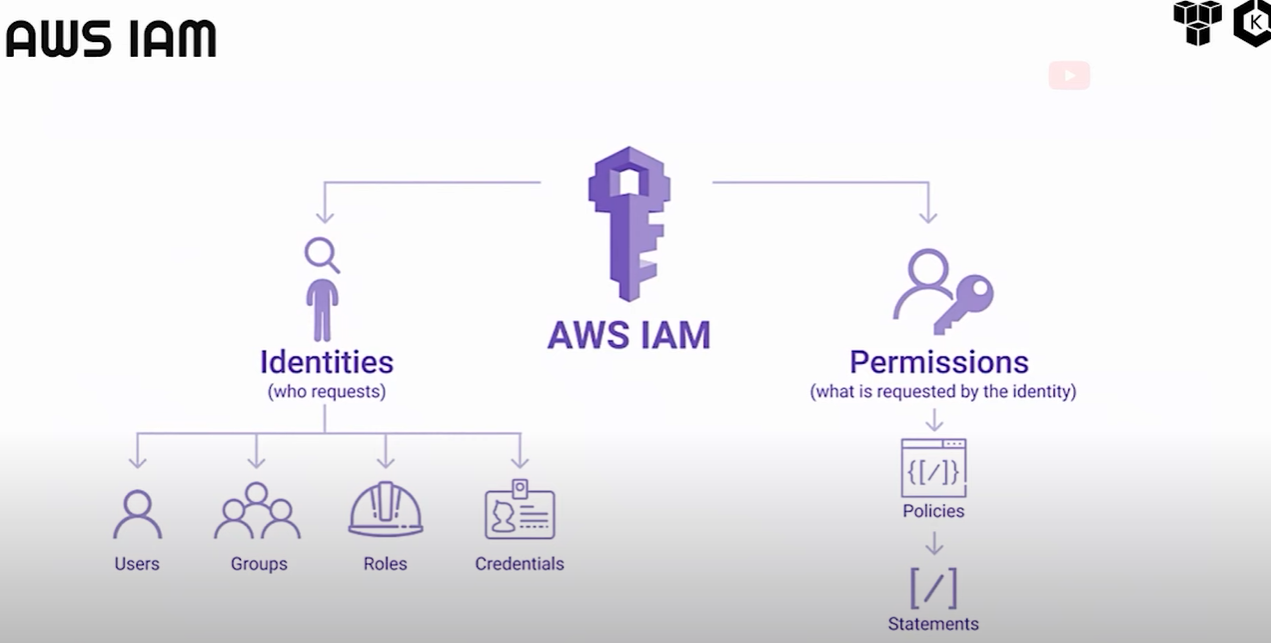 AWS IAM
K
AWS IAM
Identities
(who requests)
Permissions
(what is requested by the identity)
Users
Groups
Roles
Credentials
{[/]}
Policies
[/]
Statements